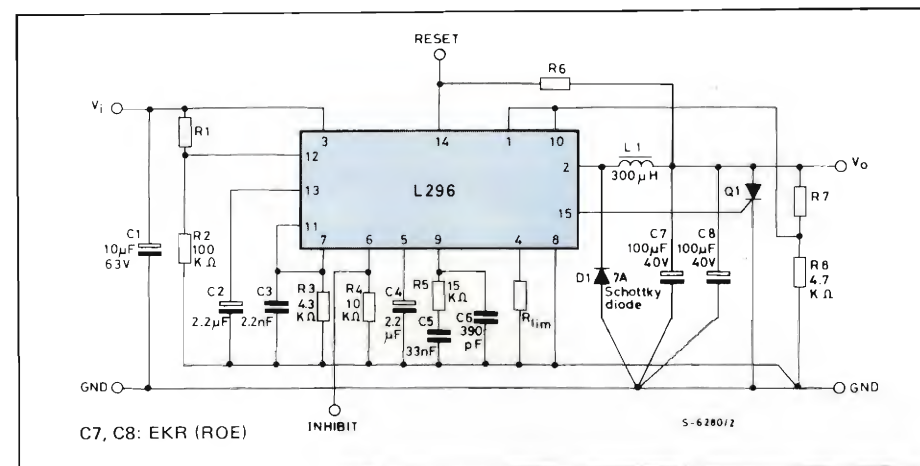 RESET
R6
Vi
R1
3
14
1
10
12
2
L 1
300µH
Vo
13
L296
Q1
R7
15
11
C1
10µF
63V
R2
100
KΩ
7
6
5
9
4
8
C7
100µF
40V
C8
100µF
40V
D1
7A
Schottky
diode
R8
4.7
KΩ
C2
2.2µF
C3
2.2nF
R3
4.3
KΩ
R4
10
KΩ
C4
2.2
µF
R5
15
KΩ
C5
33nF
C6
390
pF
Rlim
GND
GND
INHIBIT
S-6280/2
C7, C8: EKR (ROE)